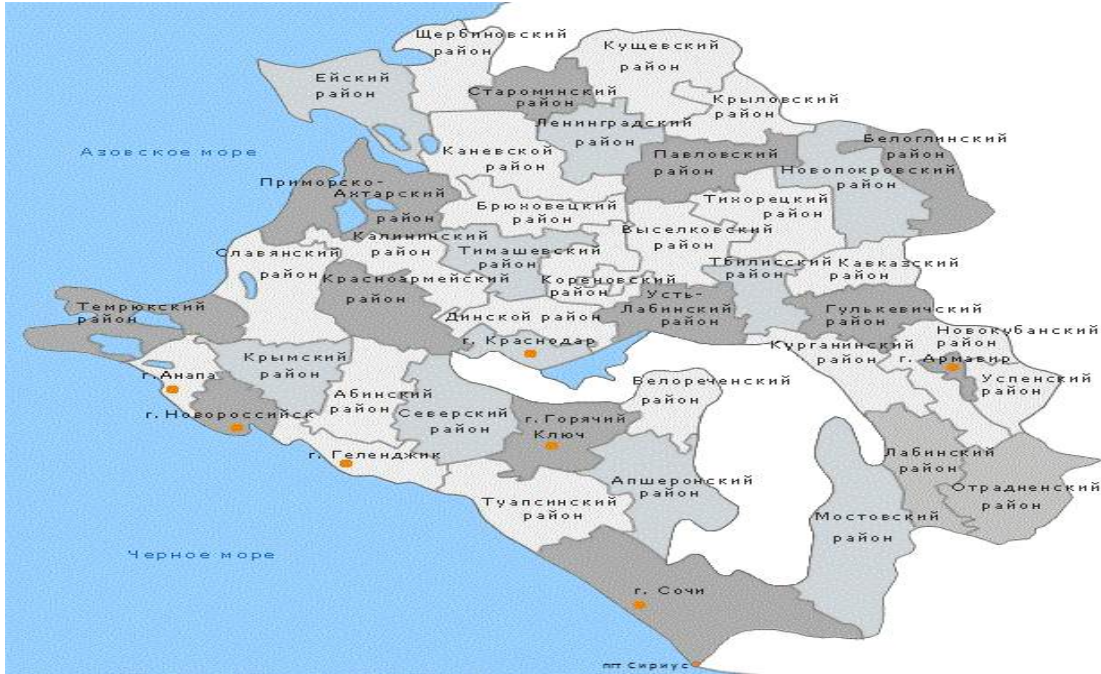 Щербиновский
район
Кущевский
район
Ейский
район
Староминский
район
Крыловский
район
Ленинградский
район
Белоглинский
район
Азовское море
Каневской
район
Павловский
район
Новопокровский
район
Приморско-
Ахтарский
район
Брюховецкий
район
Тихорецкий
район
Выселковский
район
Калининский
район
Тимашевский
район
Славянский
район
Тбилисский
район
Кавказский
район
Красноармейский
район
Кореновский
район
Усть-
Лабинский
район
Темрюкский
район
Гулькевичский
район
Динской район
Новокубанский
район
г. Краснодар
Курганинский
район
г. Армавир
Крымский
район
г.Анапа
Успенский
район
Белореченский
район
Абинский
район
г. Новороссийск
Северский
район
г. Горячий
Ключ
г. Геленджик
Лабинский
район
Апшеронский
район
Отрадненский
район
Туапсинский
район
Мостовский
район
Черное море
г. Сочи
пгт Сириус